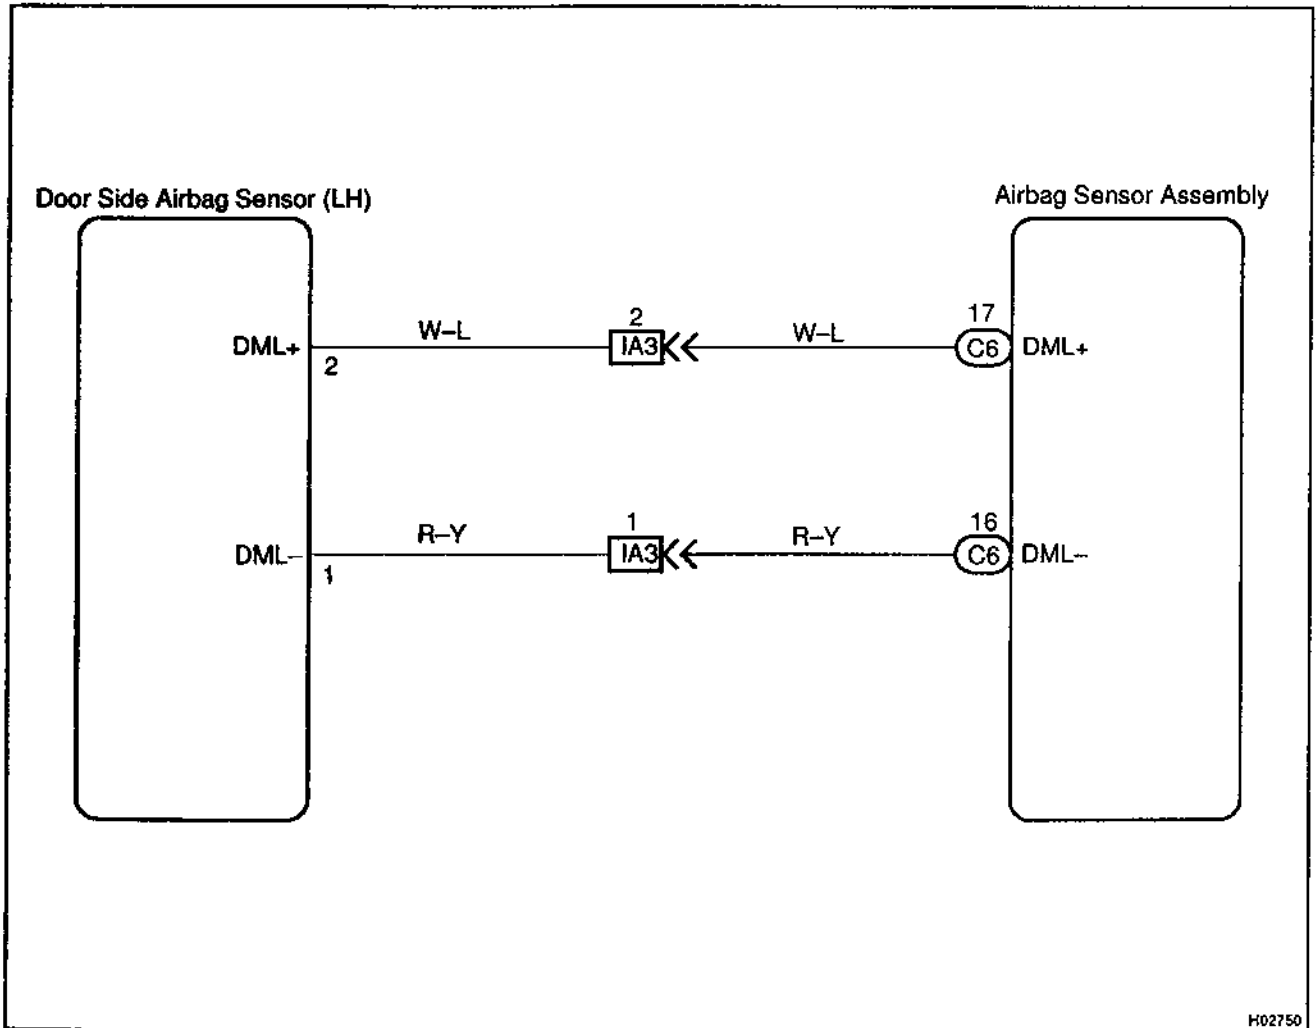 Door Side Airbag Sensor (LH)
Airbag Sensor Assembly
DML+
2
W–L
2
IA3
W–L
17
C6
DML+
DML–
1
R–Y
1
IA3
R–Y
16
C6
DML–
H02750